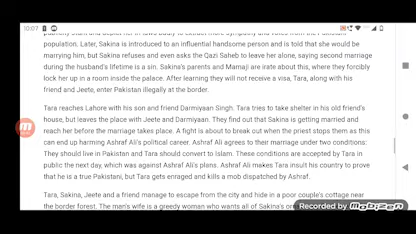 10:07
population. Later, Sakina is introduced to an influential handsome person and is told that she would be
marrying him, but Sakina refuses and even asks the Qazi Saheb to leave her alone, saying second marriage
during the husband's lifetime is a sin. Sakina's parents and Mamaji are irate about this, where they forcibly
lock her up in a room inside the palace. After learning they will not receive a visa, Tara, along with his
friend and Jeete, enter Pakistan illegally at the border.
Tara reaches Lahore with his son and friend Darmiyaan Singh. Tara tries to take shelter in his old friend's
house, but leaves the place with Jeete and Darmiyaan. They find out that Sakina is getting married and
reach her before the marriage takes place. A fight is about to break out when the priest stops them as this
can end up harming Ashraf Ali's political career. Ashraf Ali agrees to their marriage under two conditions:
They should live in Pakistan and Tara should convert to Islam. These conditions are accepted by Tara in
public the next day, which was against Ashraf Ali's plans. Ashraf Ali makes Tara insult his country to prove
that he is a true Pakistani, but Tara gets enraged and kills a mob dispatched by Ashraf.
Tara, Sakina, Jeete and a friend manage to escape from the city and hide in a poor couple's cottage near
the border forest. The man's wife is a greedy woman who wants all of Sakina's
Recorded by MOBIZEN